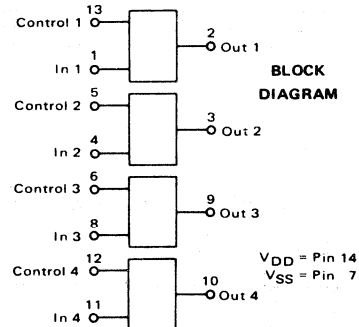 13
Control 1
2
Out 1
1
In 1
BLOCK
DIAGRAM
5
Control 2
3
Out 2
4
In 2
6
Control 3
9
Out 3
8
In 3
VDD = Pin 14
VSS = Pin 7
12
Control 4
10
Out 4
11
In 4